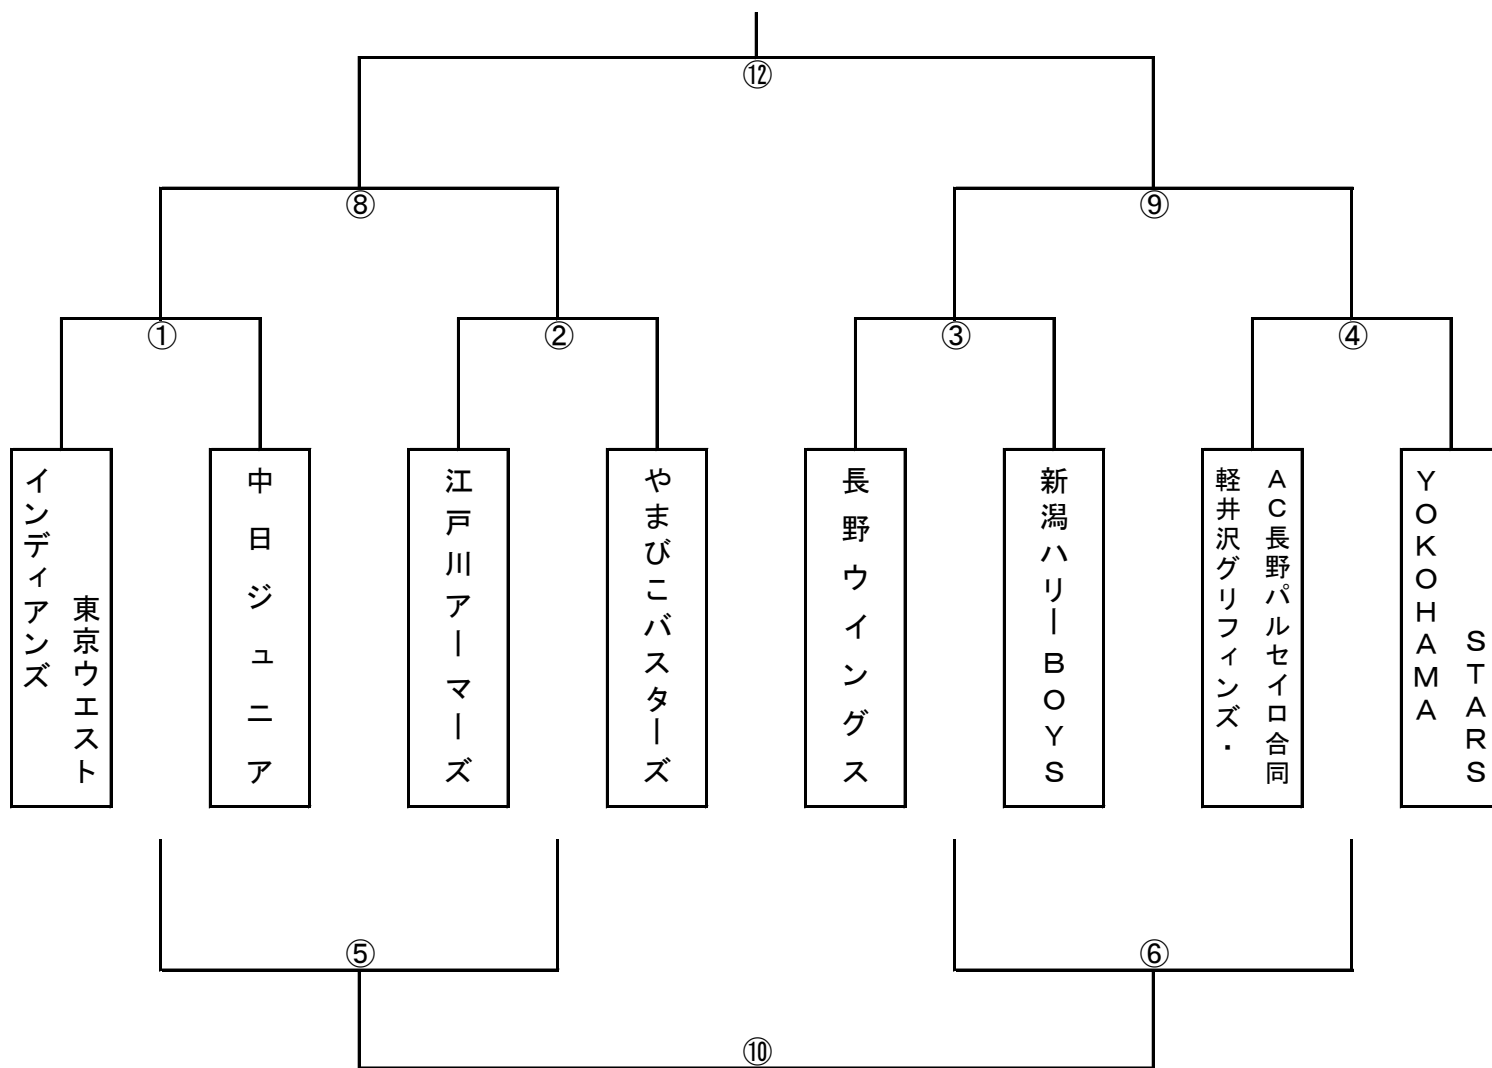 ⑫
⑧
⑨
①
②
③
④
東京ウエスト
インディアンズ
中日ジュニア
江戸川アーマーズ
やまびこバスターズ
長野ウイングス
新潟ハリーBOYS
軽井沢グリフィンズ・
AC長野パルセイロ合同
YOKOHAMA
STARS
⑤
⑥
⑩